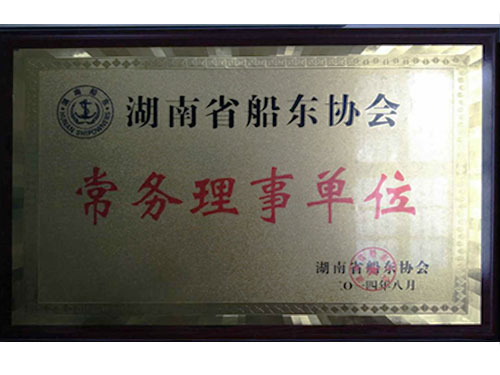 湖南省船东协会
常务理事单位
湖南省船东协会
二〇一四年八月